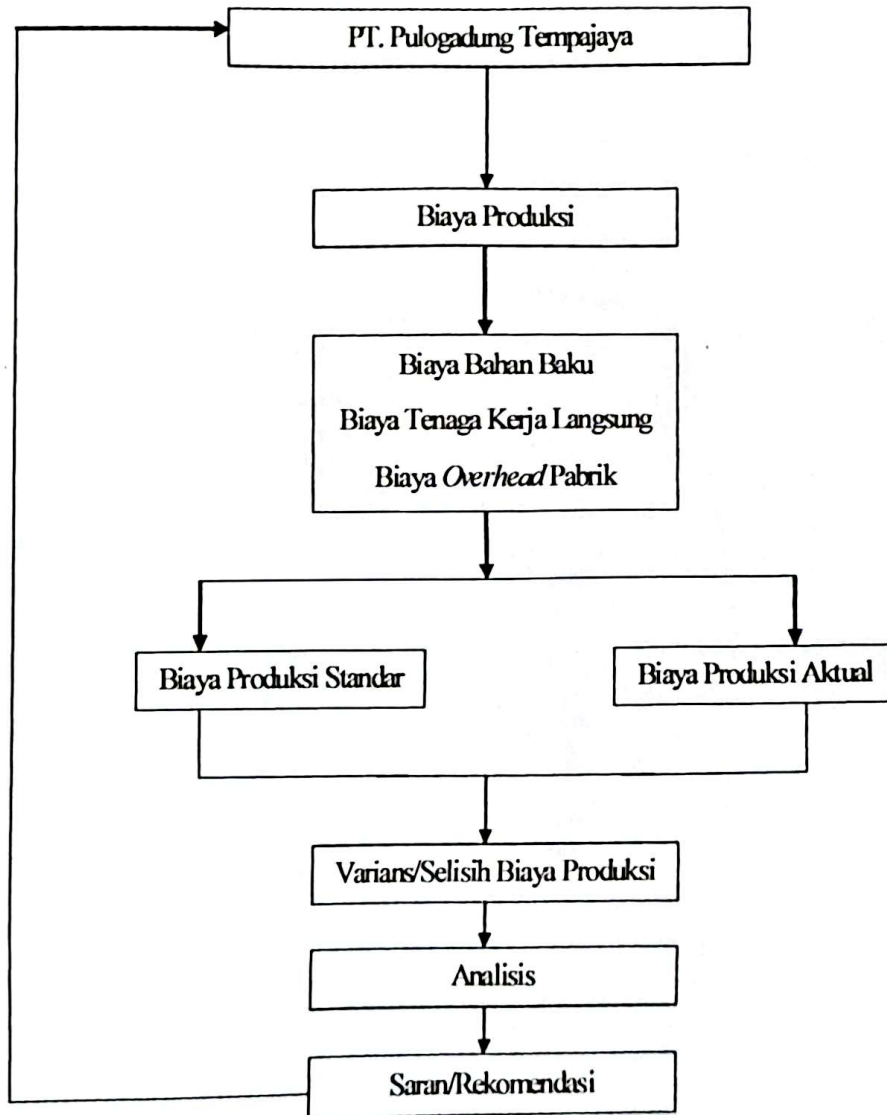 PT. Pulogadung Tempajaya
Biaya Produksi
Biaya Bahan Baku
Biaya Tenaga Kerja Langsung
Biaya Overhead Pabrik
Biaya Produksi Standar
Biaya Produksi Aktual
Varians/Selisih Biaya Produksi
Analisis
Saran/Rekomendasi